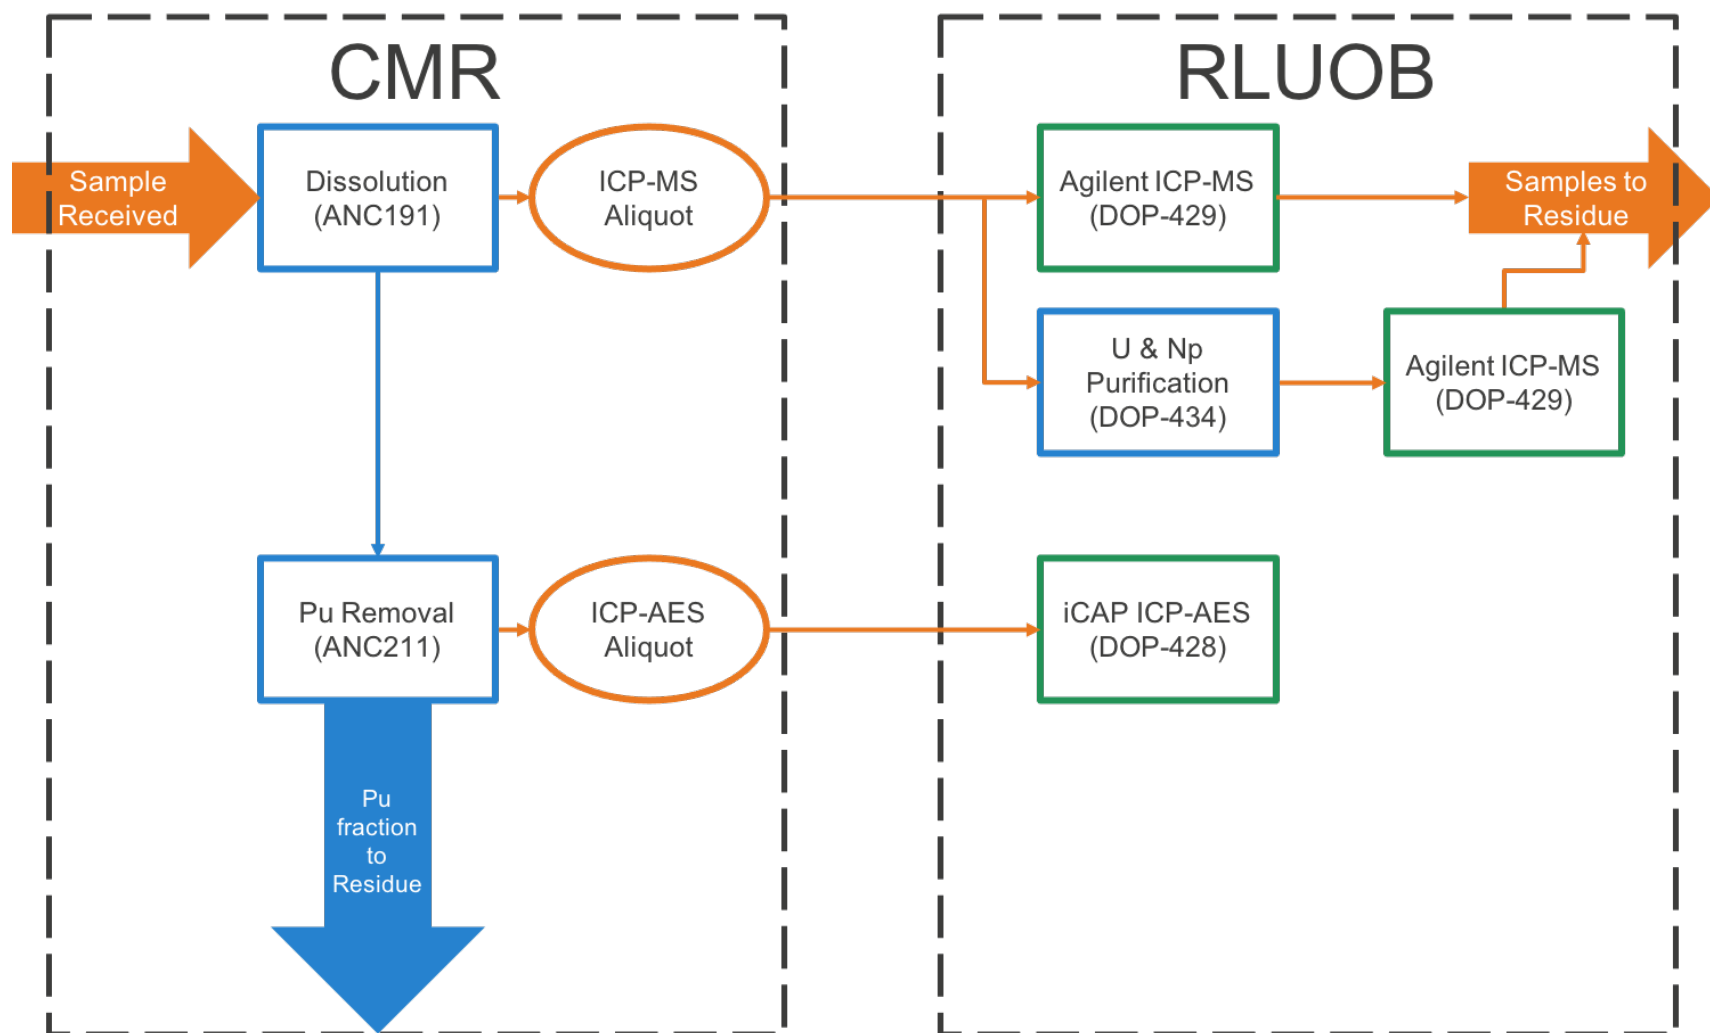 CMR
RLUOB
Sample
Received
Dissolution
(ANC191)
ICP-MS
Aliquot
Agilent ICP-MS
(DOP-429)
Samples to
Residue
U & Np
Purification
(DOP-434)
Agilent ICP-MS
(DOP-429)
Pu Removal
(ANC211)
ICP-AES
Aliquot
iCAP ICP-AES
(DOP-428)
Pu
fraction
to
Residue